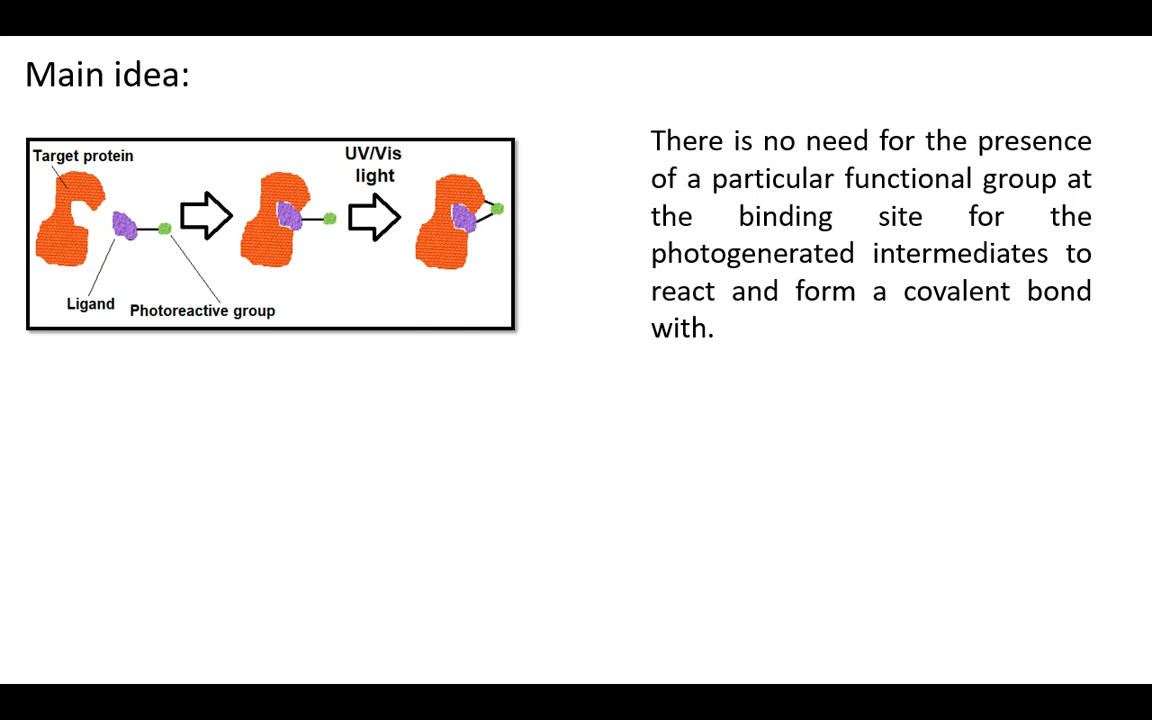 Main idea:
Target protein
UV/Vis
light
Ligand
Photoreactive group
There is no need for the presence
of a particular functional group at
the binding site for the
photogenerated intermediates to
react and form a covalent bond
with.